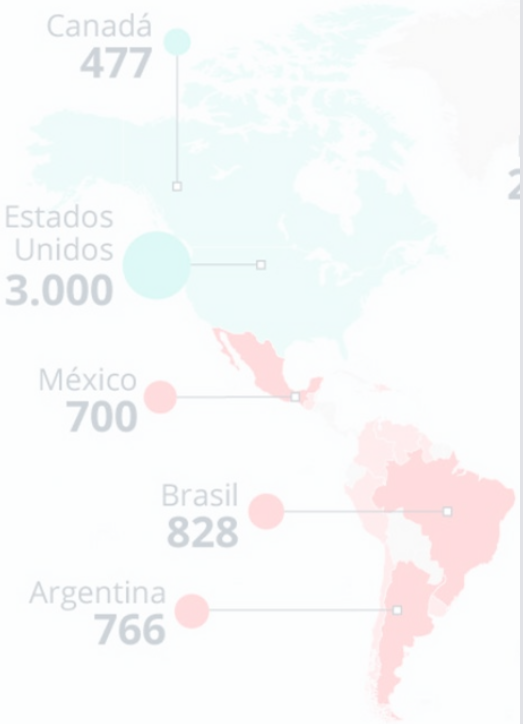 Canadá
477
Estados
Unidos
3.000
México
700
Brasil
828
Argentina
766